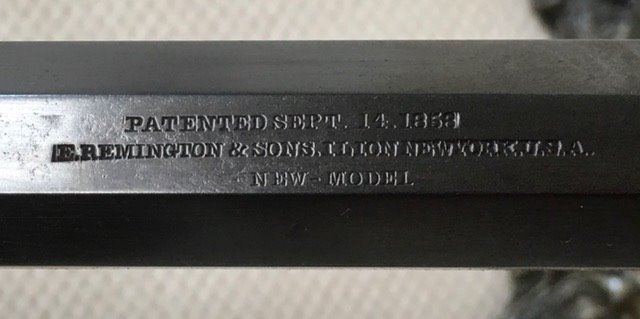 PATENTED SEPT. 14. 1858
E. REMINGTON & SONS. ILION NEW YORK. U.S.A.
NEW-MODEL